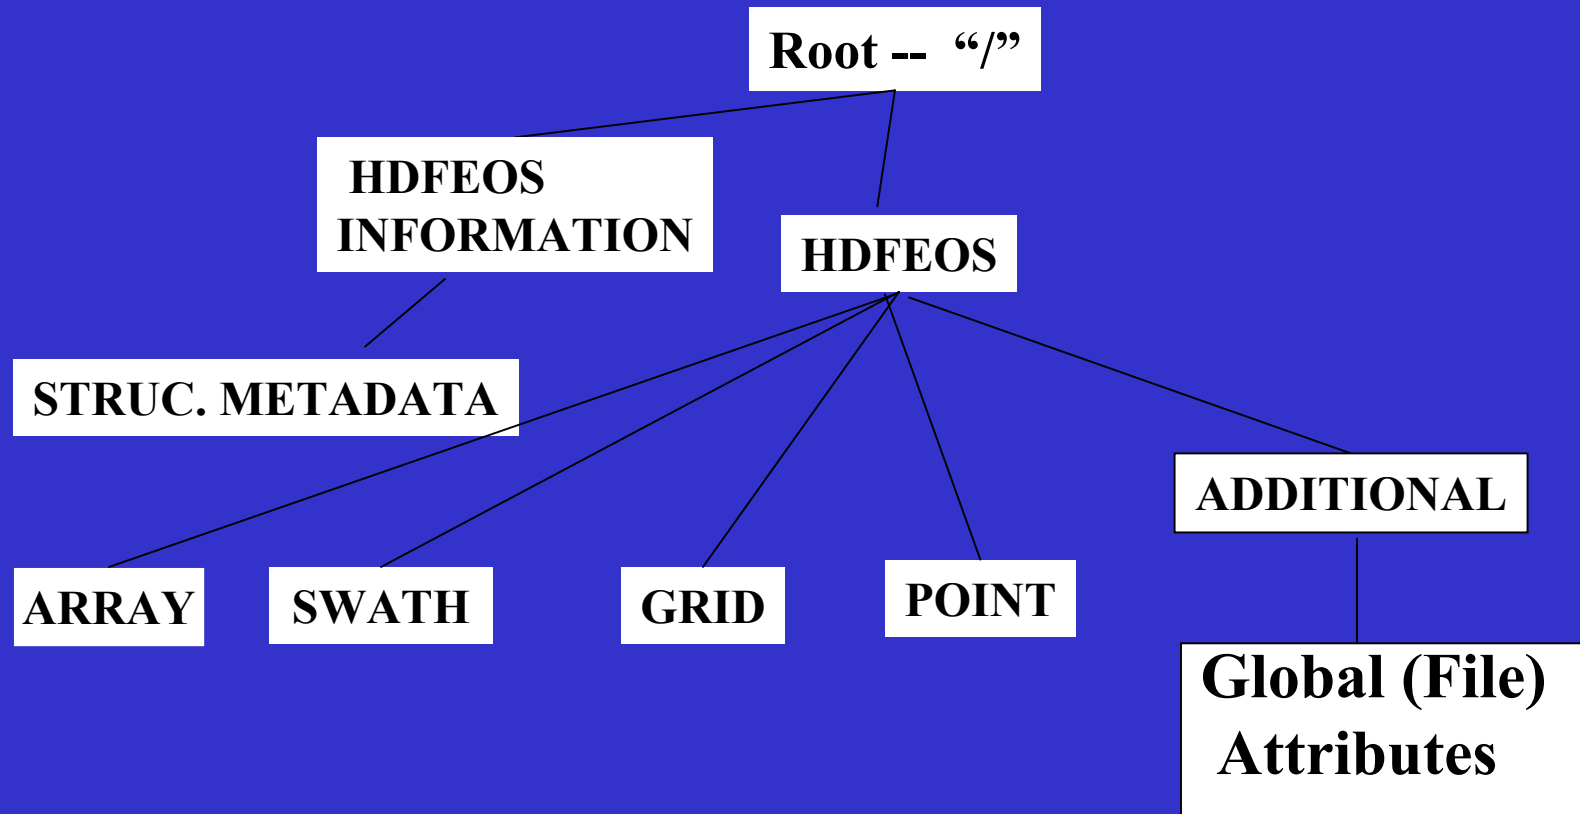 Root -- “/”
HDFEOS
INFORMATION
HDFEOS
STRUC. METADATA
ADDITIONAL
ARRAY
SWATH
GRID
POINT
Global (File)
Attributes